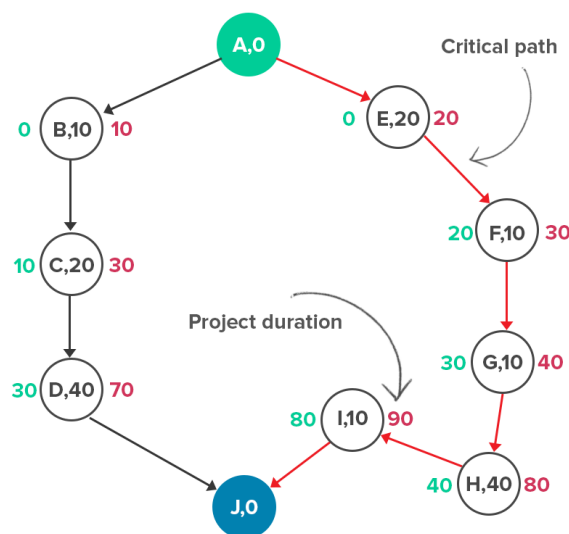 A,0
Critical path
0 B,10 10
0 E,20 20
20 F,10 30
10 C,20 30
Project duration
30 G,10 40
30 D,40 70
80 I,10 90
40 H,40 80
J,0